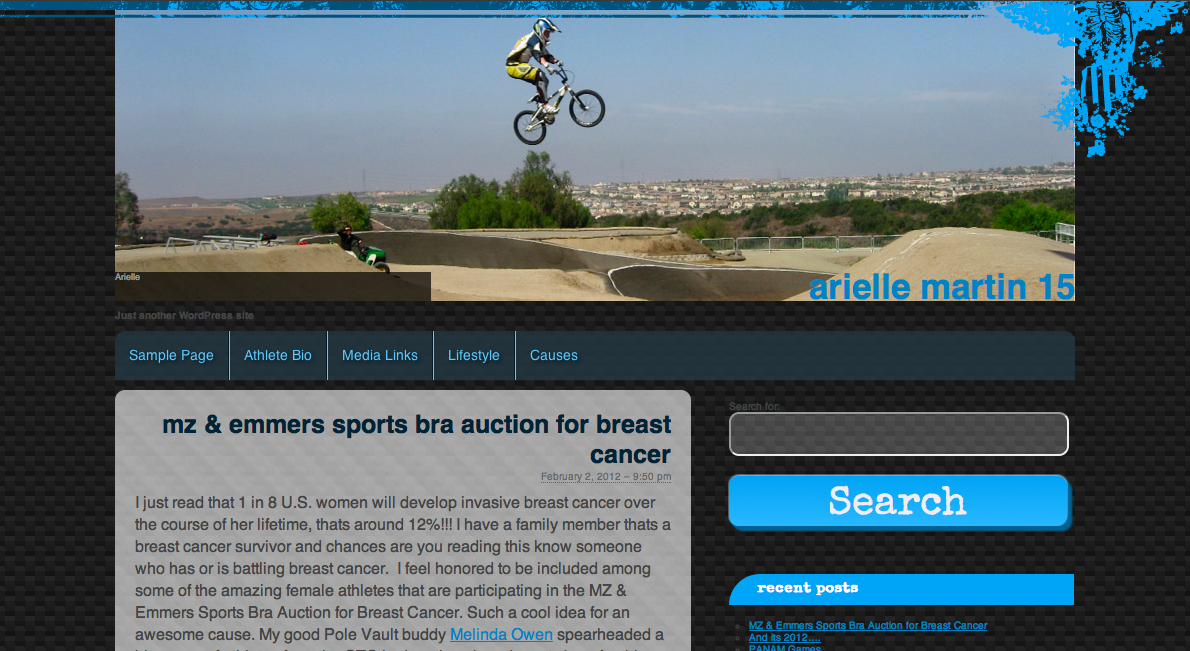 Arielle
arielle martin 15
Just another WordPress site
Sample Page
Athlete Bio
Media Links
Lifestyle
Causes
mz & emmers sports bra auction for breast
cancer
February 2, 2012 – 9:50 pm
I just read that 1 in 8 U.S. women will develop invasive breast cancer over
the course of her lifetime, thats around 12%!!! I have a family member thats a
breast cancer survivor and chances are you reading this know someone
who has or is battling breast cancer.  I feel honored to be included among
some of the amazing female athletes that are participating in the MZ &
Emmers Sports Bra Auction for Breast Cancer. Such a cool idea for an
awesome cause. My good Pole Vault buddy Melinda Owen spearheaded a
Search for:
Search
recent posts
MZ & Emmers Sports Bra Auction for Breast Cancer
And its 2012....
PANAM Games